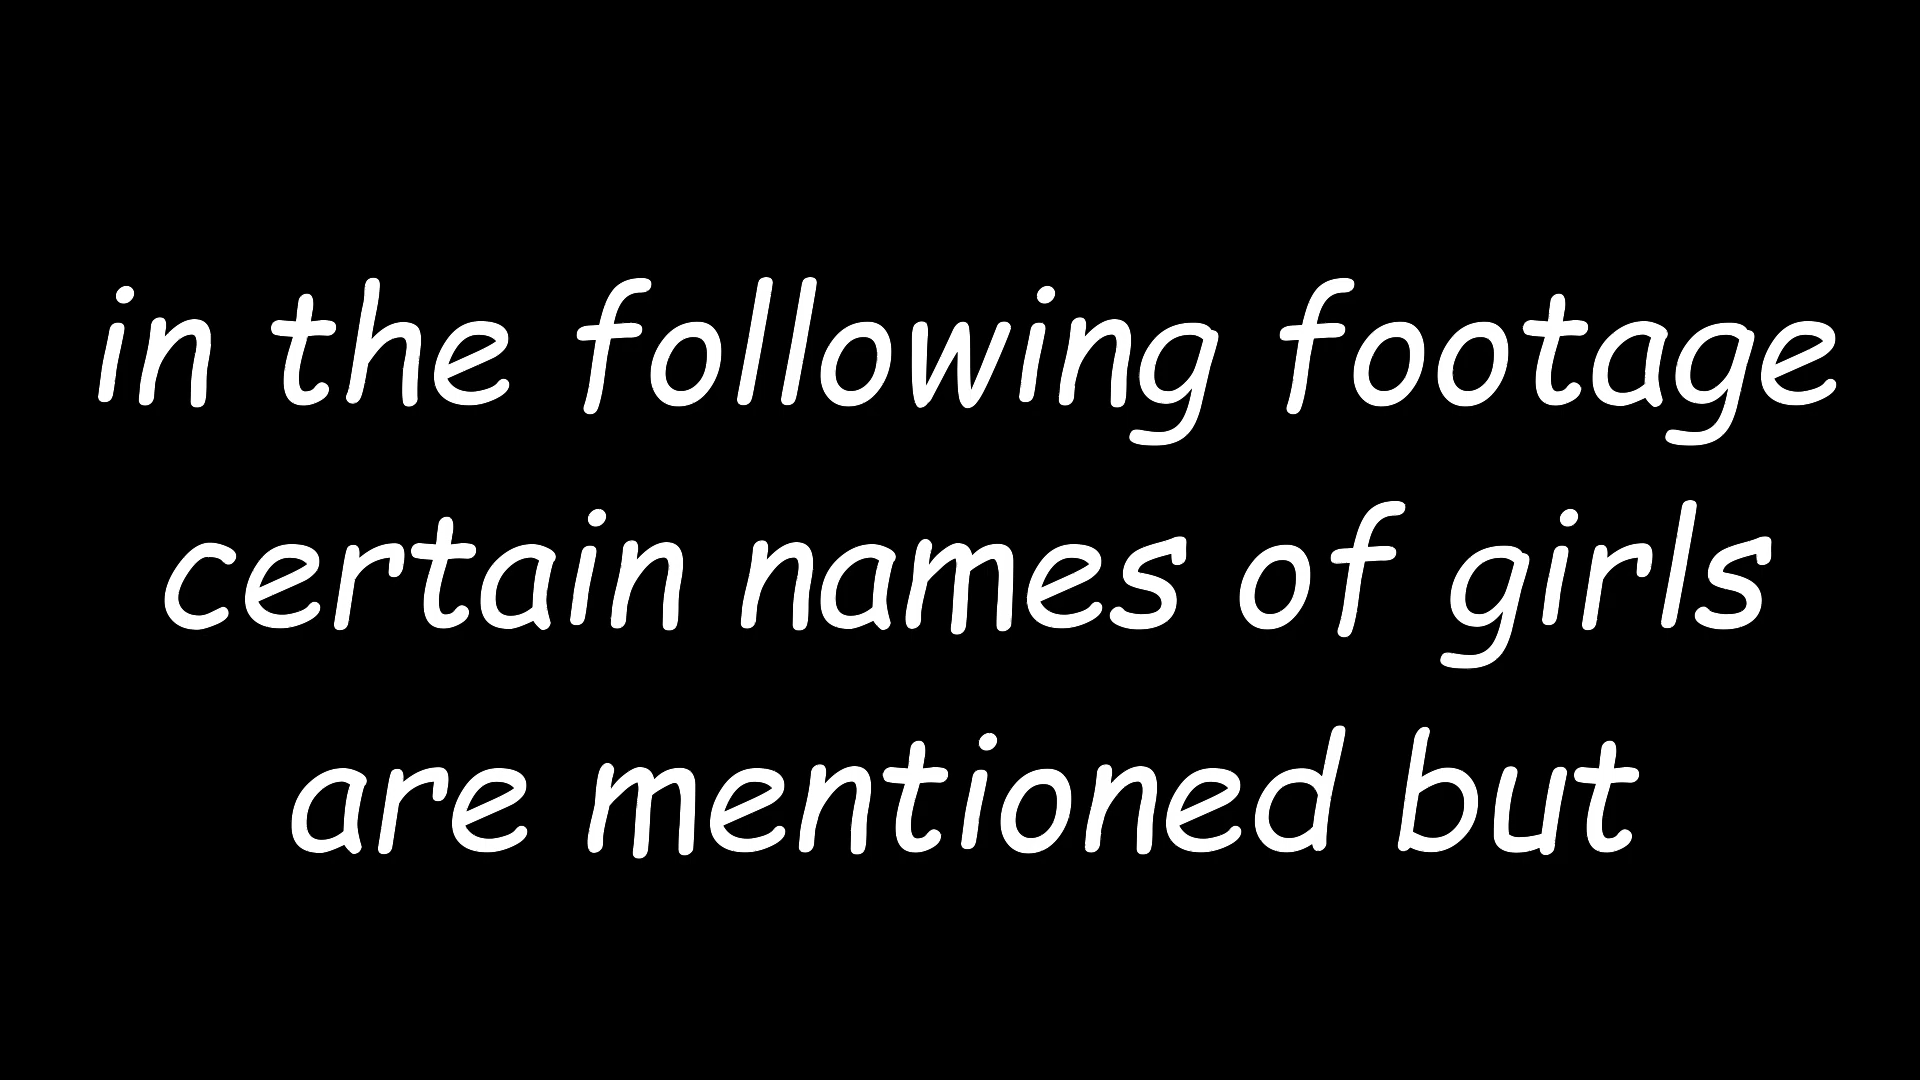 in the following footage
certain names of girls
are mentioned but